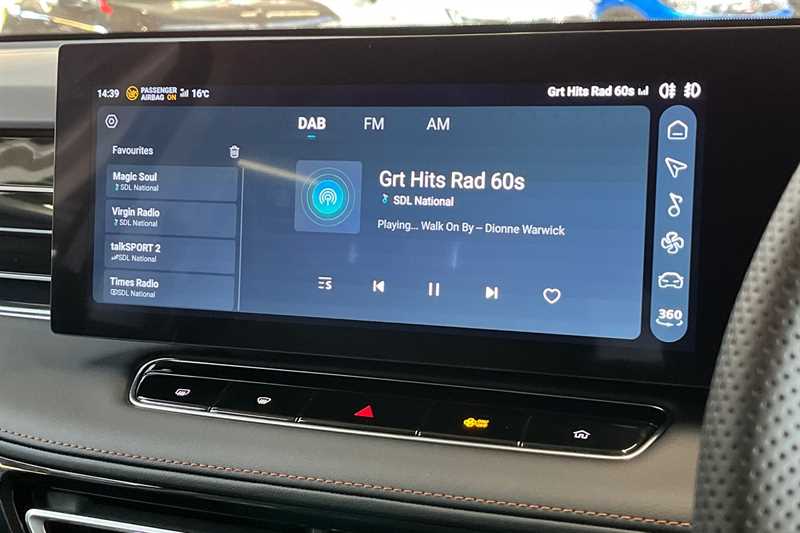 14:39 PASSENGER AIRBAG ON 16℃ Grt Hits Rad 60s
DAB FM AM
Favourites
Magic Soul
SDL National
Virgin Radio
SDL National
talkSPORT 2
SDL National
Times Radio
SDL National
Grt Hits Rad 60s
SDL National
Playing... Walk On By – Dionne Warwick
S
360
OFF